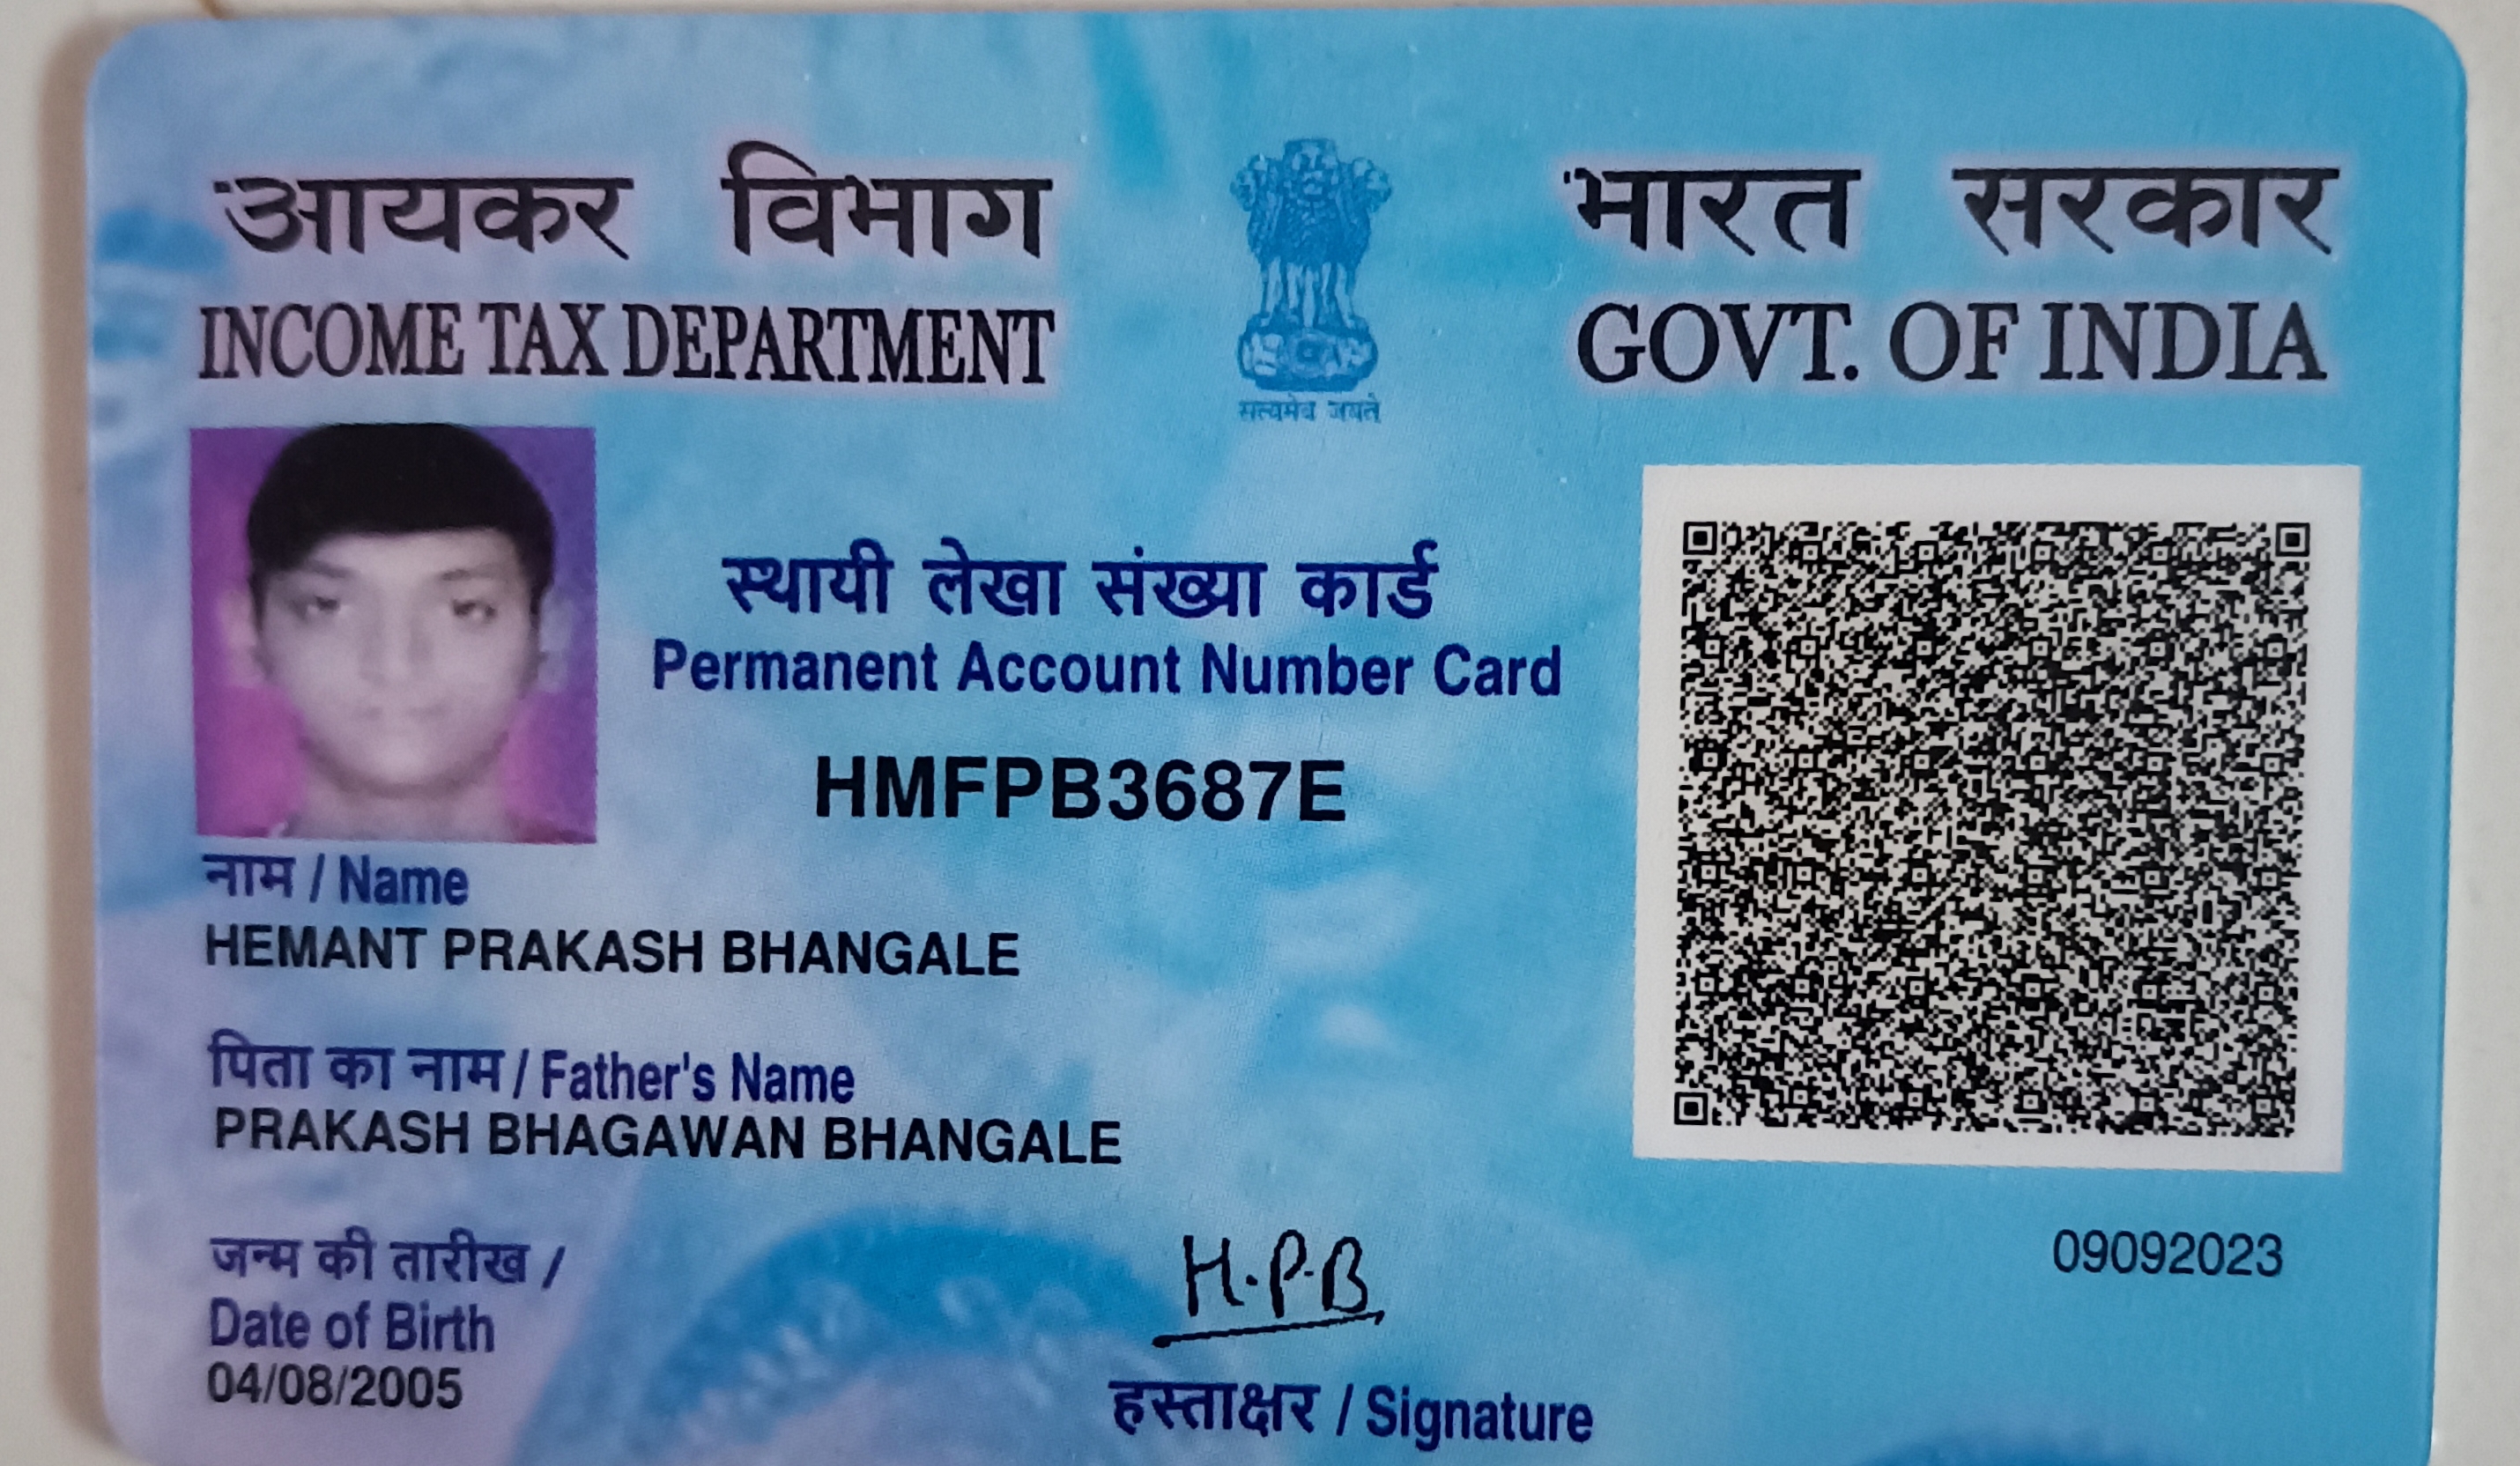 आयकर विभाग
INCOME TAX DEPARTMENT
सत्यमेव जयते
भारत सरकार
GOVT. OF INDIA
स्थायी लेखा संख्या कार्ड
Permanent Account Number Card
HMFPB3687E
नाम / Name
HEMANT PRAKASH BHANGALE
पिता का नाम / Father's Name
PRAKASH BHAGAWAN BHANGALE
जन्म की तारीख /
Date of Birth
04/08/2005
H.P.B
हस्ताक्षर / Signature
09092023